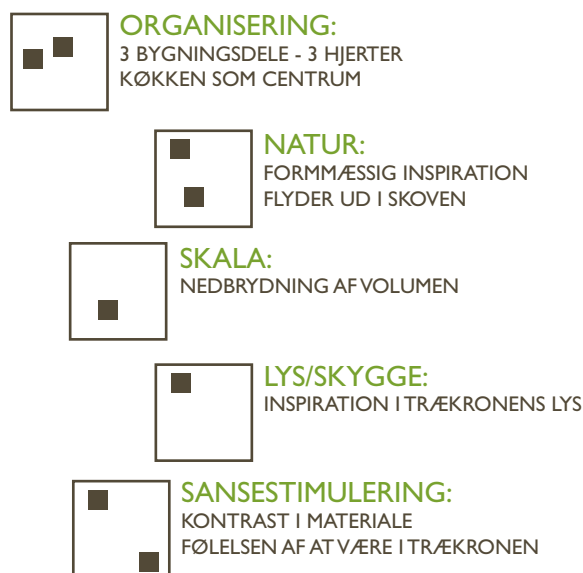 ORGANISERING:
3 BYGNINGSDELE - 3 HJERTER
KØKKEN SOM CENTRUM
NATUR:
FORMMÆSSIG INSPIRATION
FLYDER UD I SKOVEN
SKALA:
NEDBRYDNING AF VOLUMEN
LYS/SKYGGE:
INSPIRATION I TRÆKRONENS LYS
SANSESTIMULERING:
KONTRAST I MATERIALE
FØLELSEN AF AT VÆRE I TRÆKRONEN